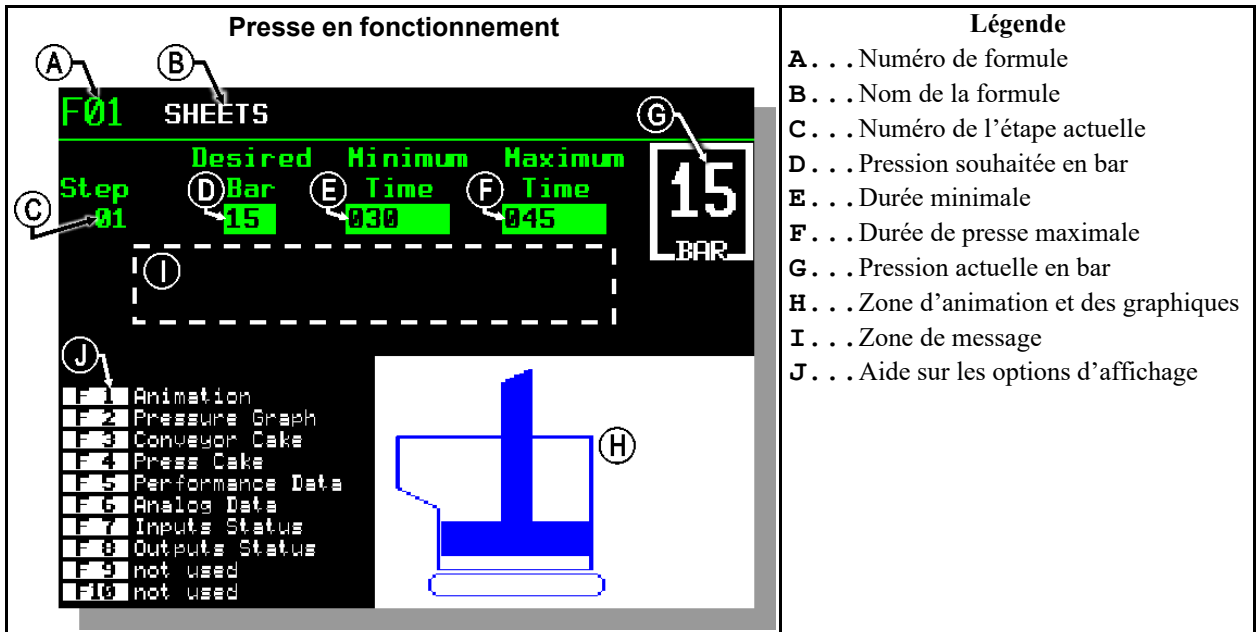 Presse en fonctionnement
A B
F01 SHEETS
G
Desired Minimum Maximum
Step D Bar E Time F Time
C 01 15 030 045
15
BAR
I
J
F 1 Animation
F 2 Pressure Graph
F 3 Conveyor Cake
F 4 Press Cake
F 5 Performance Data
F 6 Analog Data
F 7 Inputs Status
F 8 Outputs Status
F 9 not used
F10 not used
H
Légende
A...Numéro de formule
B...Nom de la formule
C...Numéro de l’étape actuelle
D...Pression souhaitée en bar
E...Durée minimale
F...Durée de presse maximale
G...Pression actuelle en bar
H...Zone d’animation et des graphiques
I...Zone de message
J...Aide sur les options d’affichage